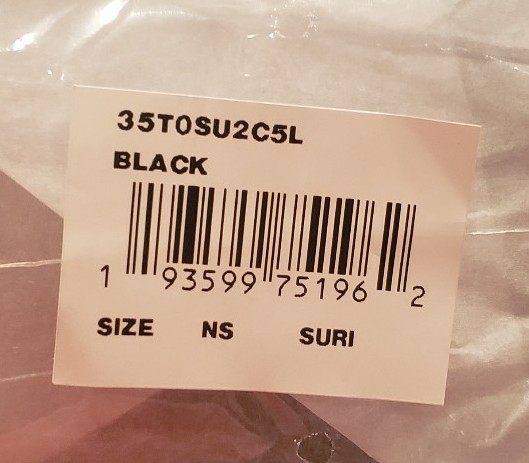 35T0SU2C5L
BLACK
1 93599 75196 2
SIZE NS SURI